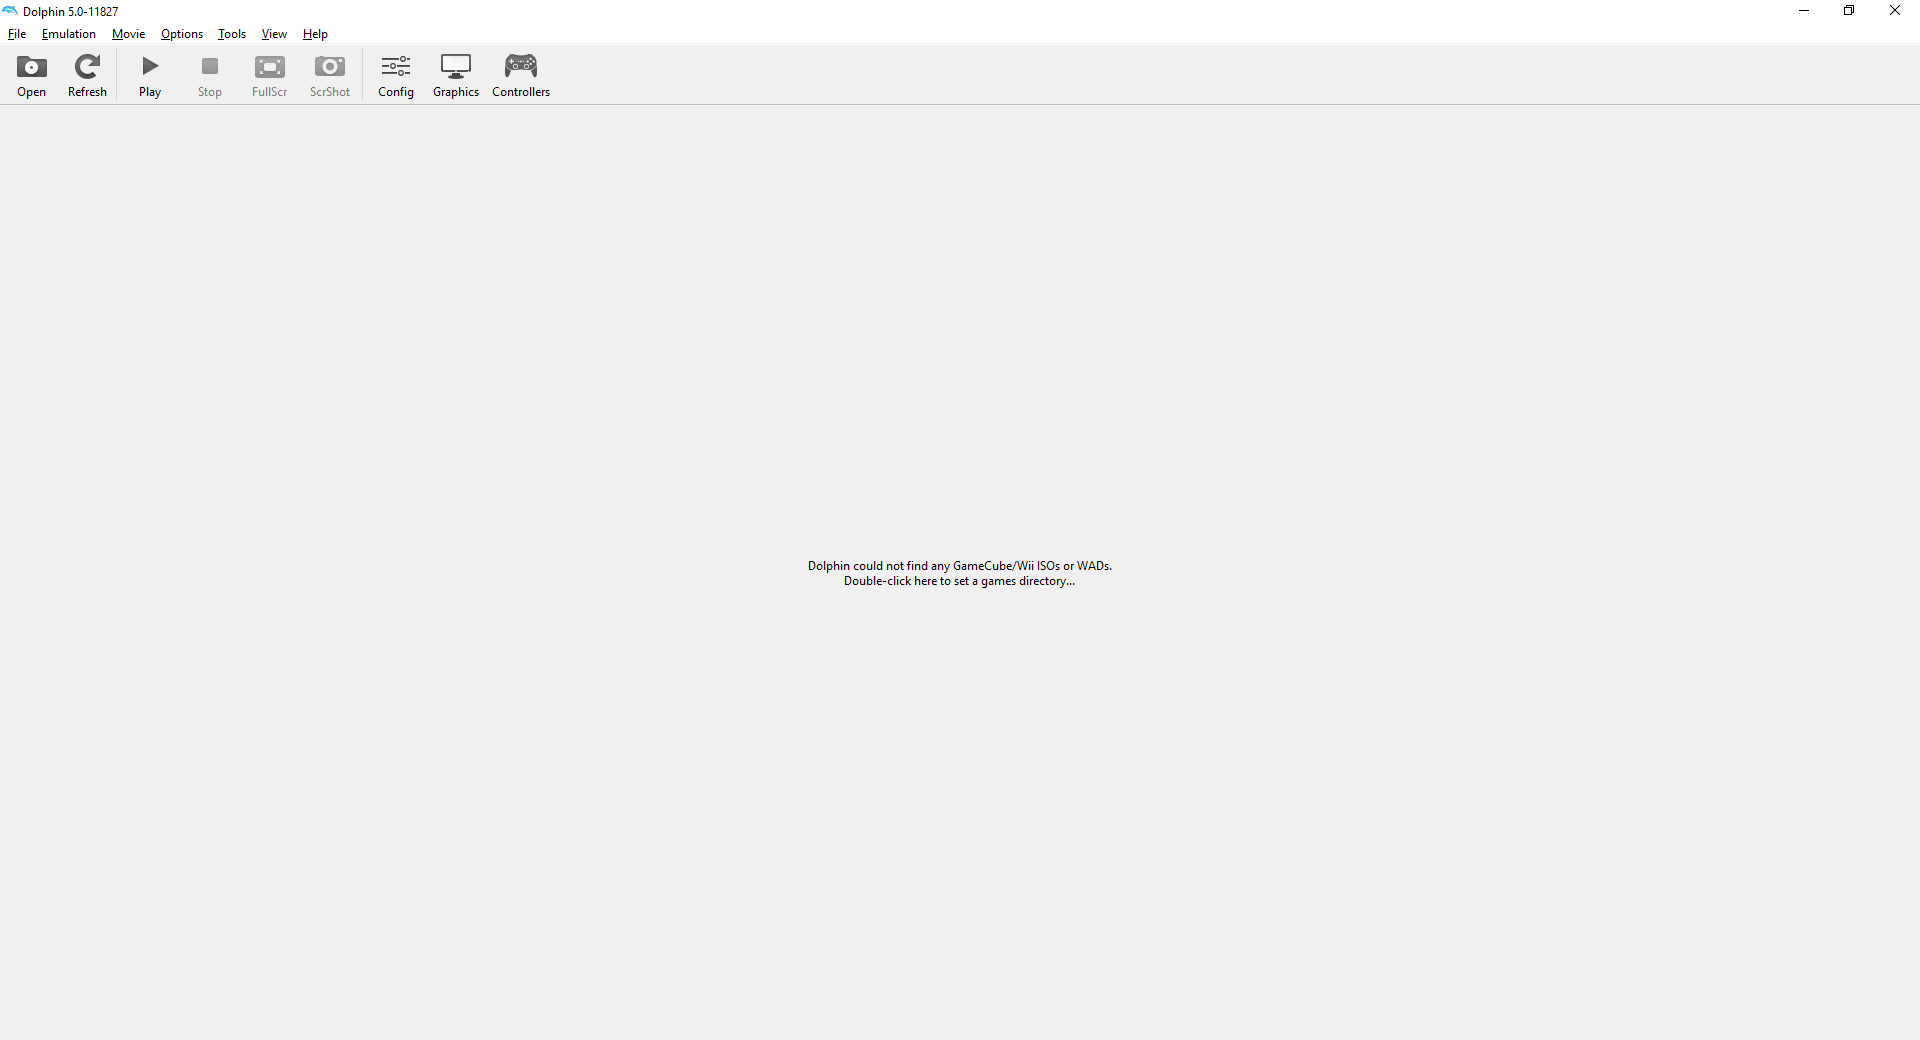 Dolphin 5.0-11827
File Emulation Movie Options Tools View Help
Open Refresh Play Stop FullScr ScrShot Config Graphics Controllers
Dolphin could not find any GameCube/Wii ISOs or WADs.
Double-click here to set a games directory...